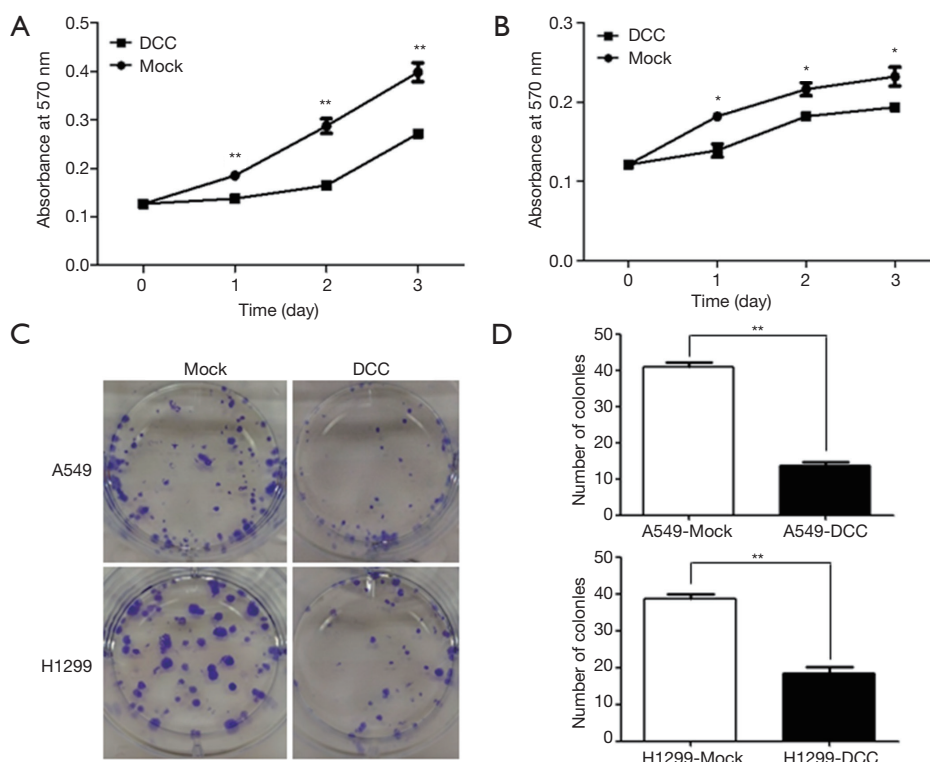 A
0.5
0.4
0.3
0.2
0.1
0.0
Absorbance at 570 nm
DCC
Mock
**
**
**
0 1 2 3
Time (day)
B
0.3
0.2
0.1
0.0
Absorbance at 570 nm
DCC
Mock
*
*
*
0 1 2 3
Time (day)
C
Mock DCC
A549
H1299
D
50
40
30
20
10
0
Number of colonies
**
A549-Mock A549-DCC
50
40
30
20
10
0
Number of colonies
**
H1299-Mock H1299-DCC